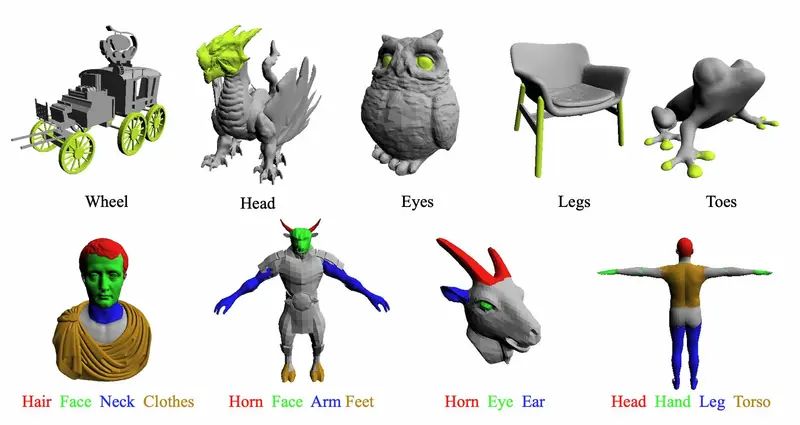 Wheel
Head
Eyes
Legs
Toes
Hair Face Neck Clothes
Horn Face Arm Feet
Horn Eye Ear
Head Hand Leg Torso